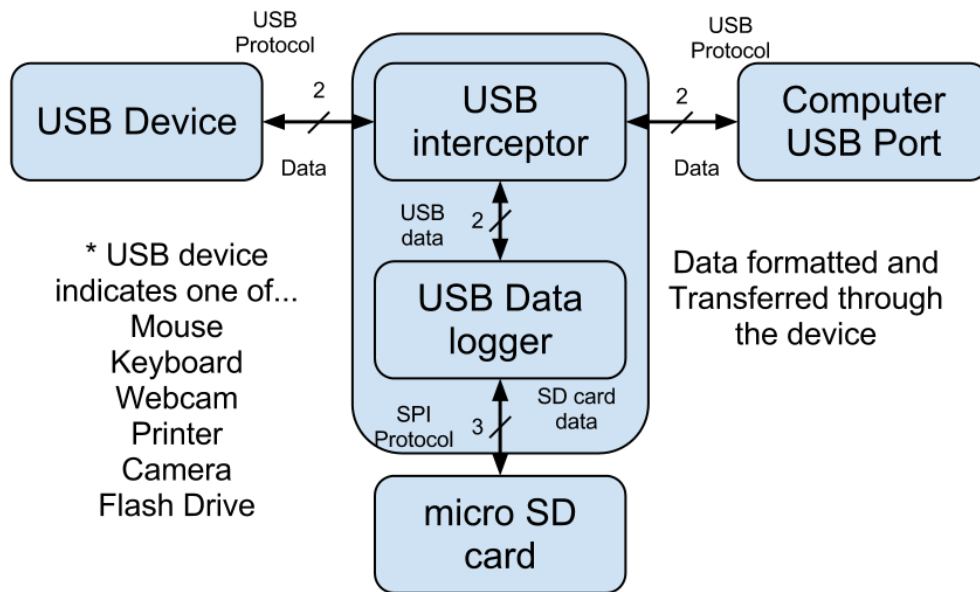 USB
Protocol
USB Device
2
Data
USB
interceptor
USB
Protocol
2
Data
Computer
USB Port
USB
data
2
USB Data
logger
SPI
Protocol
3
SD card
data
micro SD
card
* USB device
indicates one of...
Mouse
Keyboard
Webcam
Printer
Camera
Flash Drive
Data formatted and
Transferred through
the device